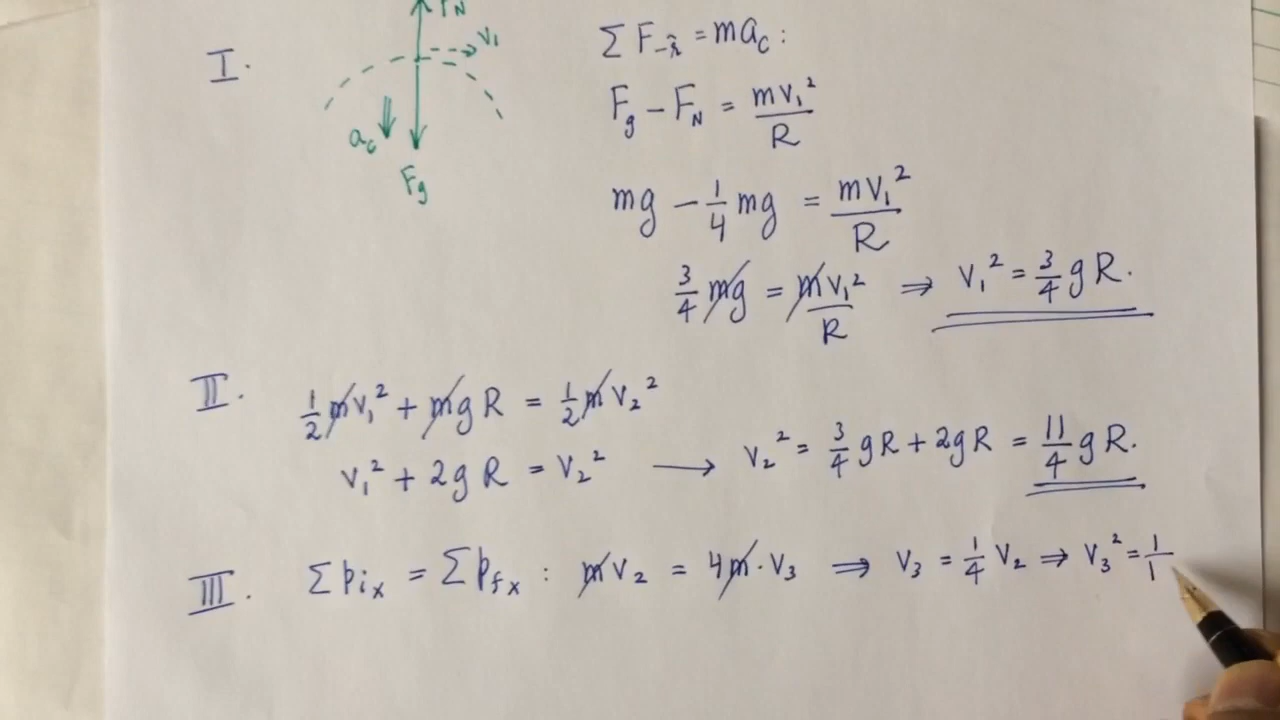 F_N
I.
v₁
a_c
F_g
Σ F_{-r̂} = ma_c :
F_g − F_N = mv₁²/R
mg − 1/4 mg = mv₁²/R
3/4 mg = mv₁²/R ⇒ v₁² = 3/4 gR.
II. 1/2 mv₁² + mgR = 1/2 mv₂²
v₁² + 2gR = v₂² → v₂² = 3/4 gR + 2gR = 11/4 gR.
III. Σp_{ix} = Σp_{fx} : mv₂ = 4m·v₃ ⇒ v₃ = 1/4 v₂ ⇒ v₃² = 1/1